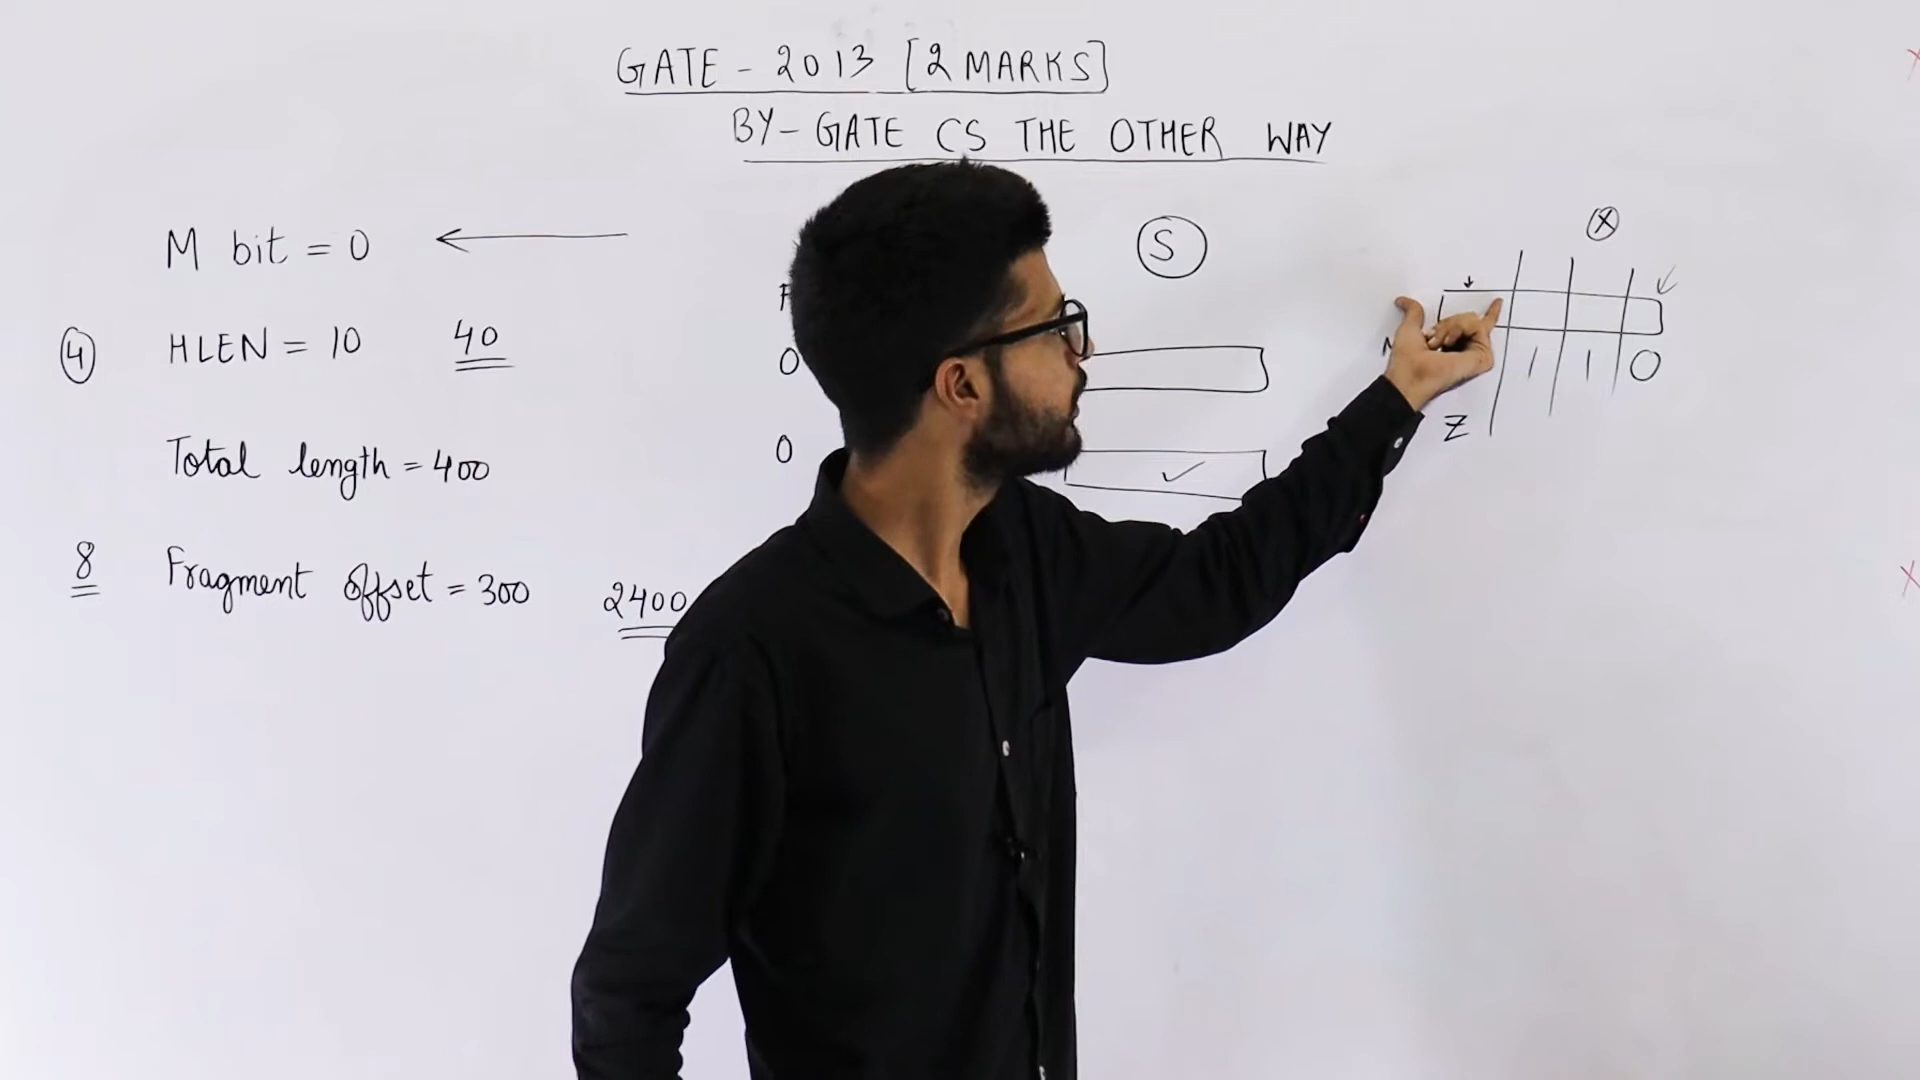 GATE - 2013 [2 MARKS]
BY - GATE CS THE OTHER WAY
M bit = 0
4 HLEN = 10 40
Total length = 400
8 Fragment offset = 300 2400
0
0
S
X
1 1 0
Z